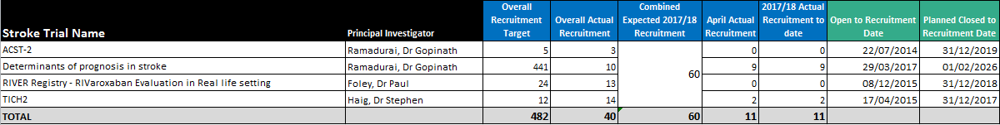 Stroke Trial Name Principal Investigator Overall Recruitment Target Overall Actual Recruitment Combined Expected 2017/18 Recruitment April Actual Recruitment 2017/18 Actual Recruitment to date Open to Recruitment Date Planned Closed to Recruitment Date
ACST-2 Ramadurai, Dr Gopinath 5 3 0 0 22/07/2014 31/12/2019
Determinants of prognosis in stroke Ramadurai, Dr Gopinath 441 10 60 9 9 29/03/2017 01/02/2026
RIVER Registry - RIVaroxaban Evaluation in Real life setting Foley, Dr Paul 24 13 0 0 08/12/2015 31/12/2018
TICH2 Haig, Dr Stephen 12 14 2 2 17/04/2015 31/12/2017
TOTAL 482 40 60 11 11